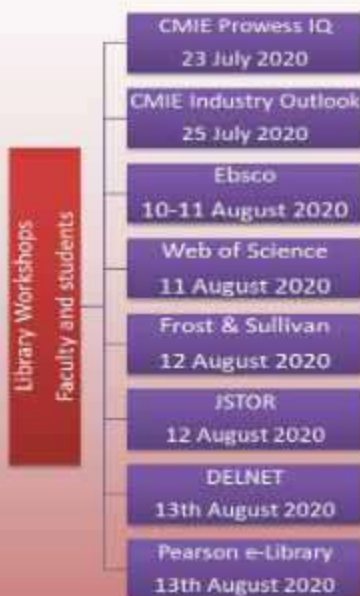 Library Workshops
Faculty and students
CMIE Prowess IQ
23 July 2020
CMIE Industry Outlook
25 July 2020
Ebsco
10-11 August 2020
Web of Science
11 August 2020
Frost & Sullivan
12 August 2020
JSTOR
12 August 2020
DELNET
13th August 2020
Pearson e-Library
13th August 2020